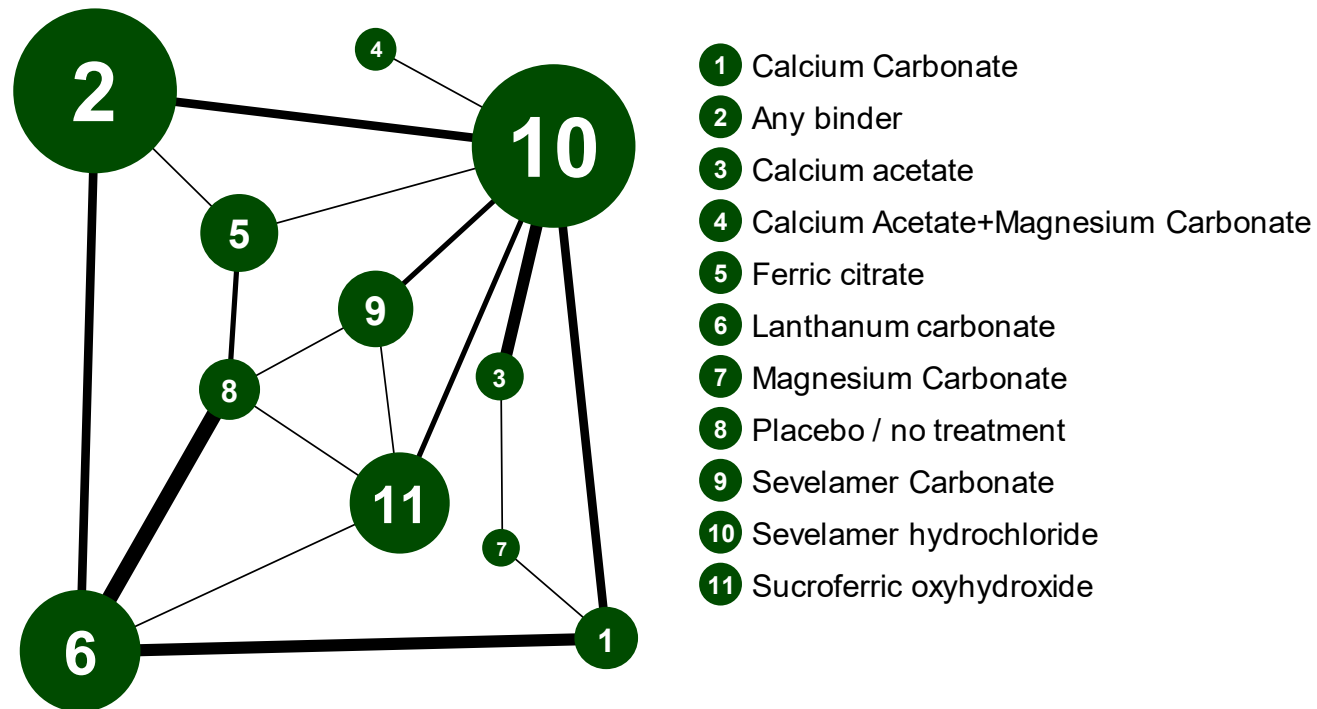 2
4
10
5
9
8
3
11
7
6
1
1 Calcium Carbonate
2 Any binder
3 Calcium acetate
4 Calcium Acetate+Magnesium Carbonate
5 Ferric citrate
6 Lanthanum carbonate
7 Magnesium Carbonate
8 Placebo / no treatment
9 Sevelamer Carbonate
10 Sevelamer hydrochloride
11 Sucroferric oxyhydroxide